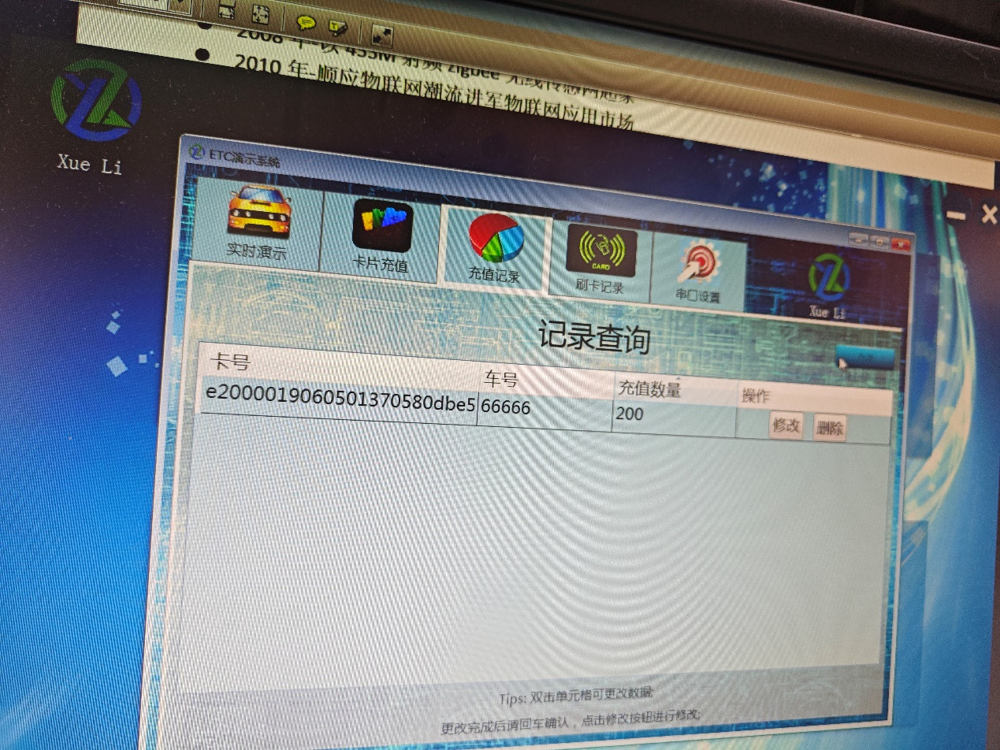 2008 年-以 433M 射频 zigbee 无线传感网起家
2010 年-顺应物联网潮流进军物联网应用市场
Xue Li
ETC演示系统
实时演示
卡片充值
充值记录
CARD
刷卡记录
串口设置
Xue Li
记录查询
卡号 车号 充值数量 操作
e2000019060501370580dbe5 66666 200 修改 删除
Tips: 双击单元格可更改数据;
更改完成后请回车确认，点击修改按钮进行修改;